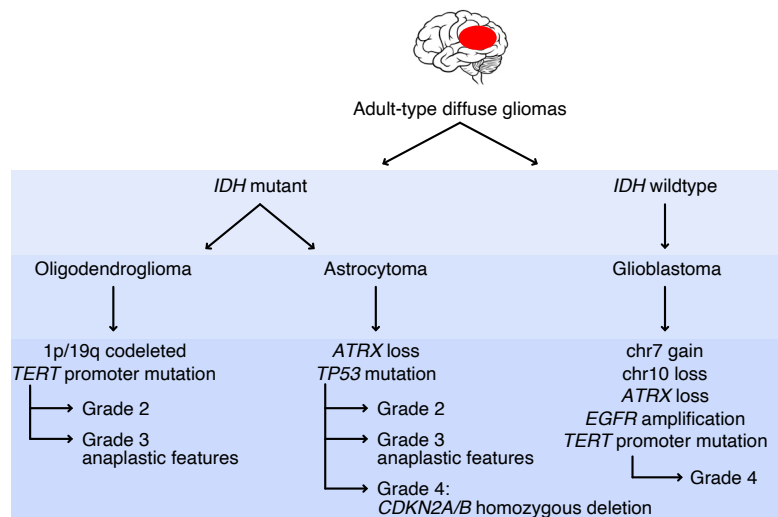 Adult-type diffuse gliomas
IDH mutant
IDH wildtype
Oligodendroglioma
Astrocytoma
Glioblastoma
1p/19q codeleted
TERT promoter mutation
Grade 2
Grade 3
anaplastic features
ATRX loss
TP53 mutation
Grade 2
Grade 3
anaplastic features
Grade 4:
CDKN2A/B homozygous deletion
chr7 gain
chr10 loss
ATRX loss
EGFR amplification
TERT promoter mutation
Grade 4